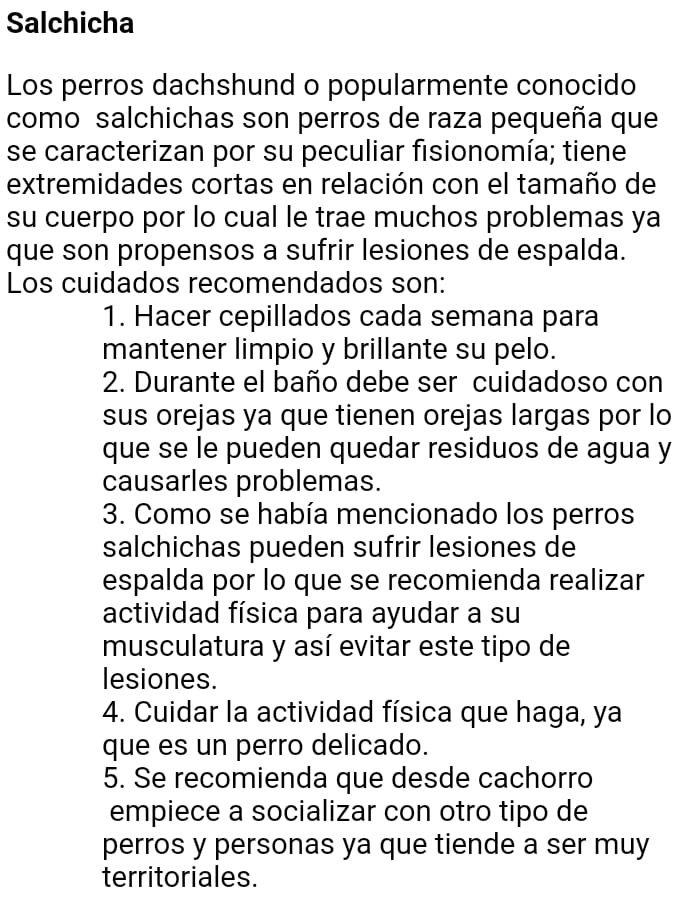 Salchicha
Los perros dachshund o popularmente conocido
como  salchichas son perros de raza pequeña que
se caracterizan por su peculiar fisionomía; tiene
extremidades cortas en relación con el tamaño de
su cuerpo por lo cual le trae muchos problemas ya
que son propensos a sufrir lesiones de espalda.
Los cuidados recomendados son:
1. Hacer cepillados cada semana para
mantener limpio y brillante su pelo.
2. Durante el baño debe ser  cuidadoso con
sus orejas ya que tienen orejas largas por lo
que se le pueden quedar residuos de agua y
causarles problemas.
3. Como se había mencionado los perros
salchichas pueden sufrir lesiones de
espalda por lo que se recomienda realizar
actividad física para ayudar a su
musculatura y así evitar este tipo de
lesiones.
4. Cuidar la actividad física que haga, ya
que es un perro delicado.
5. Se recomienda que desde cachorro
empiece a socializar con otro tipo de
perros y personas ya que tiende a ser muy
territoriales.